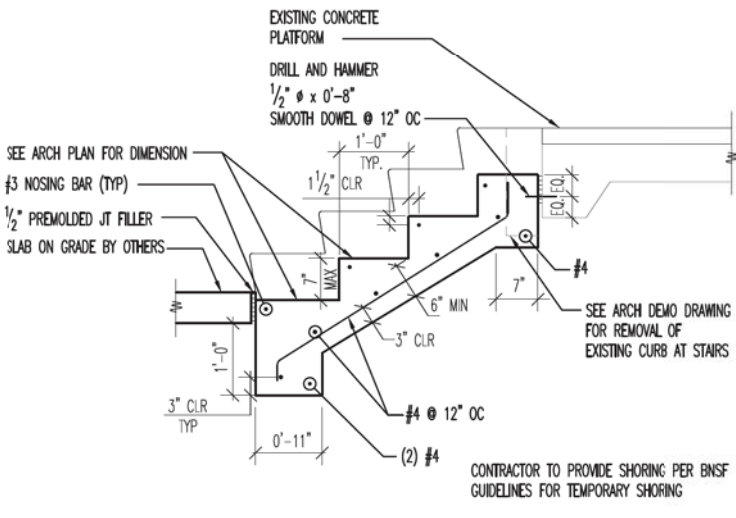 EXISTING CONCRETE
PLATFORM
DRILL AND HAMMER
1/2" ø x 0'-8"
SMOOTH DOWEL @ 12" OC
1'-0"
TYP.
1 1/2" CLR
SEE ARCH PLAN FOR DIMENSION
#3 NOSING BAR (TYP)
1/2" PREMOLDED JT FILLER
SLAB ON GRADE BY OTHERS
EQ.
EQ.
7"
MAX
#4
7"
6" MIN
SEE ARCH DEMO DRAWING
FOR REMOVAL OF
EXISTING CURB AT STAIRS
3" CLR
1'-0"
3" CLR
TYP
0'-11"
#4 @ 12" OC
(2) #4
CONTRACTOR TO PROVIDE SHORING PER BNSF
GUIDELINES FOR TEMPORARY SHORING